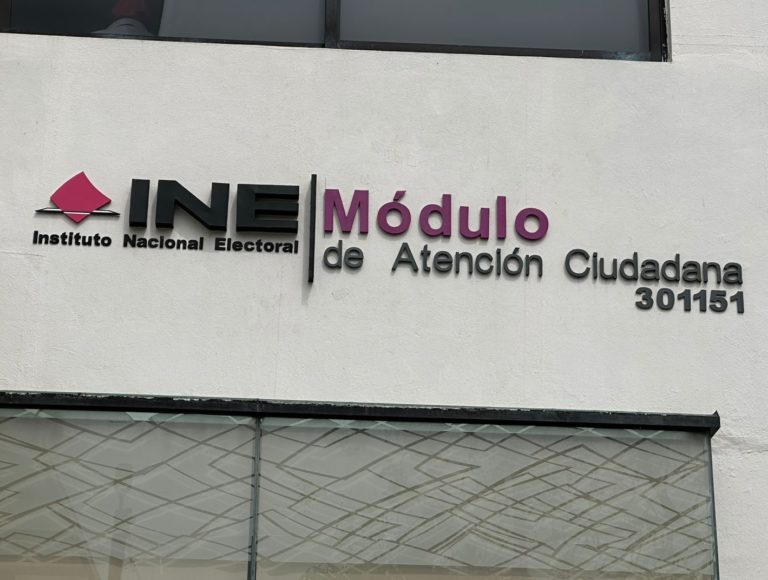 INE
Instituto Nacional Electoral
Módulo
de Atención Ciudadana
301151